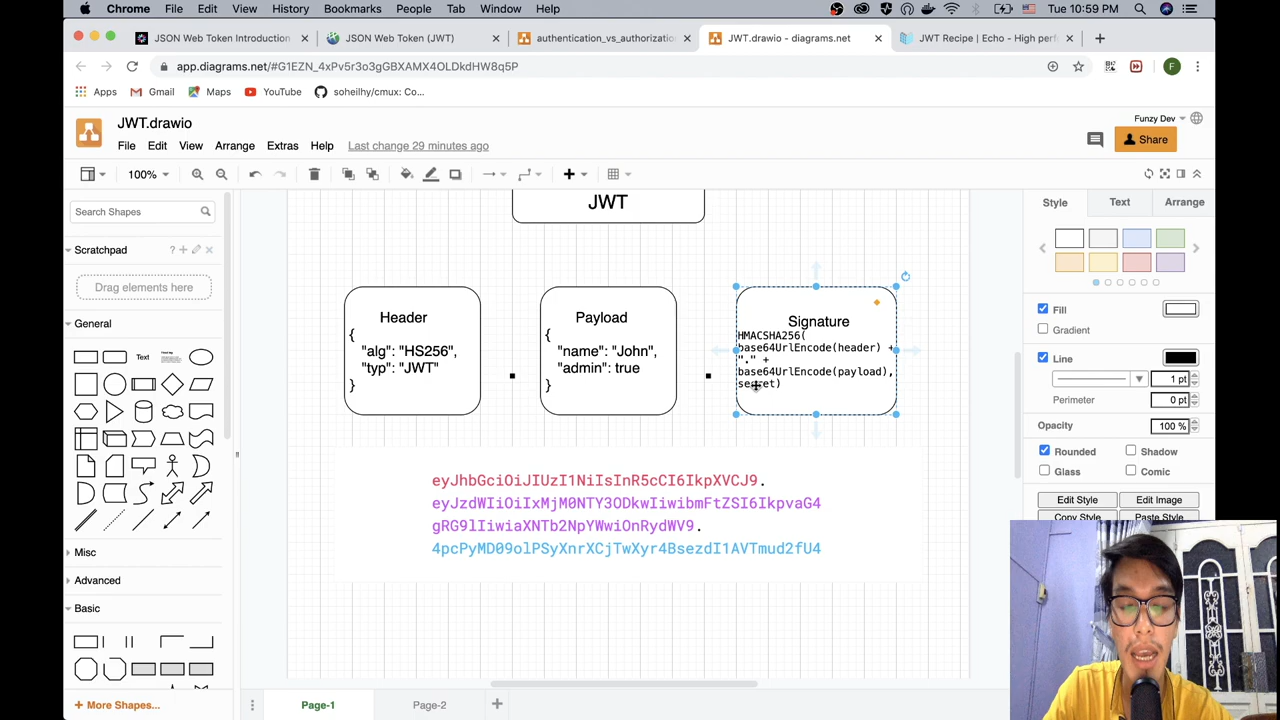 Chrome File Edit View History Bookmarks People Tab Window Help Tue 10:59 PM
JSON Web Token Introduction JSON Web Token (JWT) authentication_vs_authorizatio JWT.drawio - diagrams.net JWT Recipe | Echo - High perf
app.diagrams.net/#G1EZN_4xPv5r3o3gGBXAMX4OLDkdHW8q5P F
Apps Gmail Maps YouTube soheilhy/cmux: Co...
JWT.drawio
Funzy Dev
File Edit View Arrange Extras Help Last change 29 minutes ago
Share
100%
Search Shapes
Scratchpad ?
Drag elements here
General
Text
Misc
Advanced
Basic
+ More Shapes...
JWT
Header
{
"alg": "HS256",
"typ": "JWT"
}
.
Payload
{
"name": "John",
"admin": true
}
.
Signature
HMACSHA256(
base64UrlEncode(header) +
"." +
base64UrlEncode(payload),
secret)
eyJhbGciOiJIUzI1NiIsInR5cCI6IkpXVCJ9.
eyJzdWIiOiIxMjM0NTY3ODkwIiwibmFtZSI6IkpvaG4
gRG9lIiwiaXNTb2NpYWwiOnRydWV9.
4pcPyMD09olPSyXnrXCjTwXyr4BsezdI1AVTmud2fU4
Style Text Arrange
Fill
Gradient
Line
1 pt
Perimeter 0 pt
Opacity 100 %
Rounded Shadow
Glass Comic
Edit Style Edit Image
Copy Style Paste Style
Page-1 Page-2